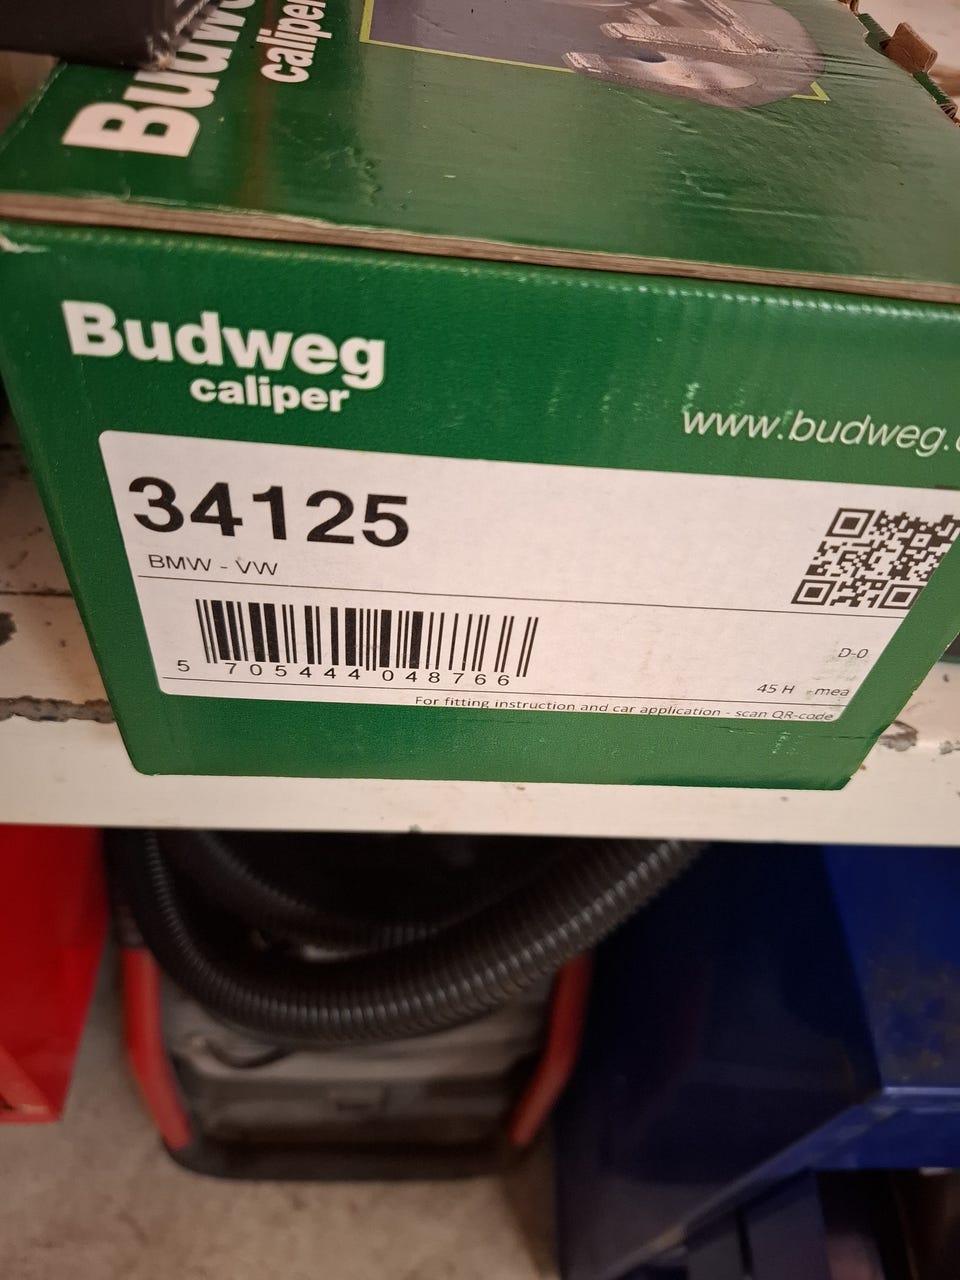 Budweg
caliper
Budweg
caliper
www.budweg.
34125
BMW - VW
5 705444 048766
D-0
45 H mea
For fitting instruction and car application - scan QR-code